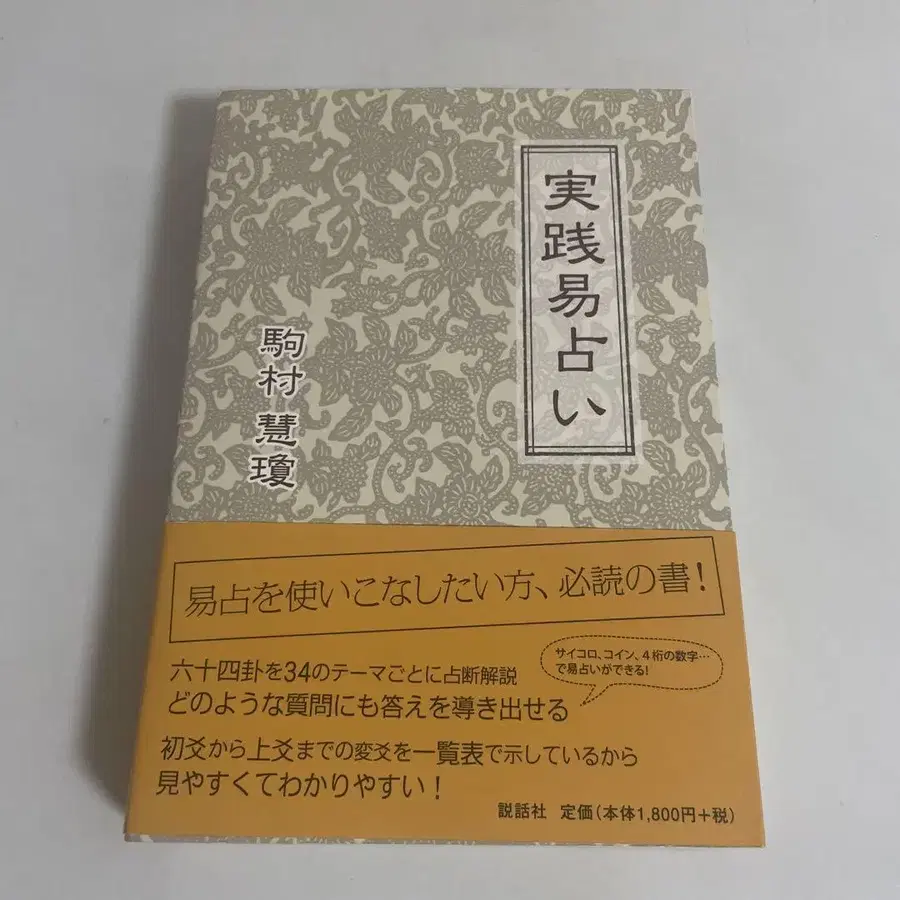 実践易占い
駒村 慧瓊
易占を使いこなしたい方、必読の書!
サイコロ、コイン、4桁の数字…
で易占いができる!
六十四卦を34のテーマごとに占断解説
どのような質問にも答えを導き出せる
初爻から上爻までの変爻を一覧表で示しているから
見やすくてわかりやすい!
説話社 定価(本体1,800円+税)